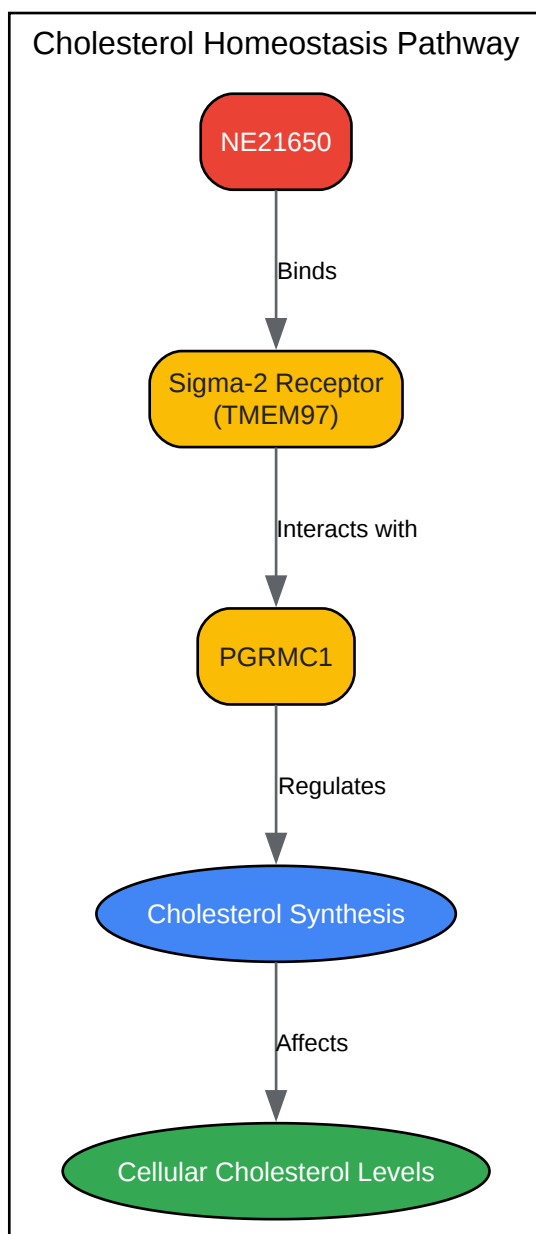 Cholesterol Homeostasis Pathway
NE21650
Binds
Sigma-2 Receptor
(TMEM97)
Interacts with
PGRMC1
Regulates
Cholesterol Synthesis
Affects
Cellular Cholesterol Levels